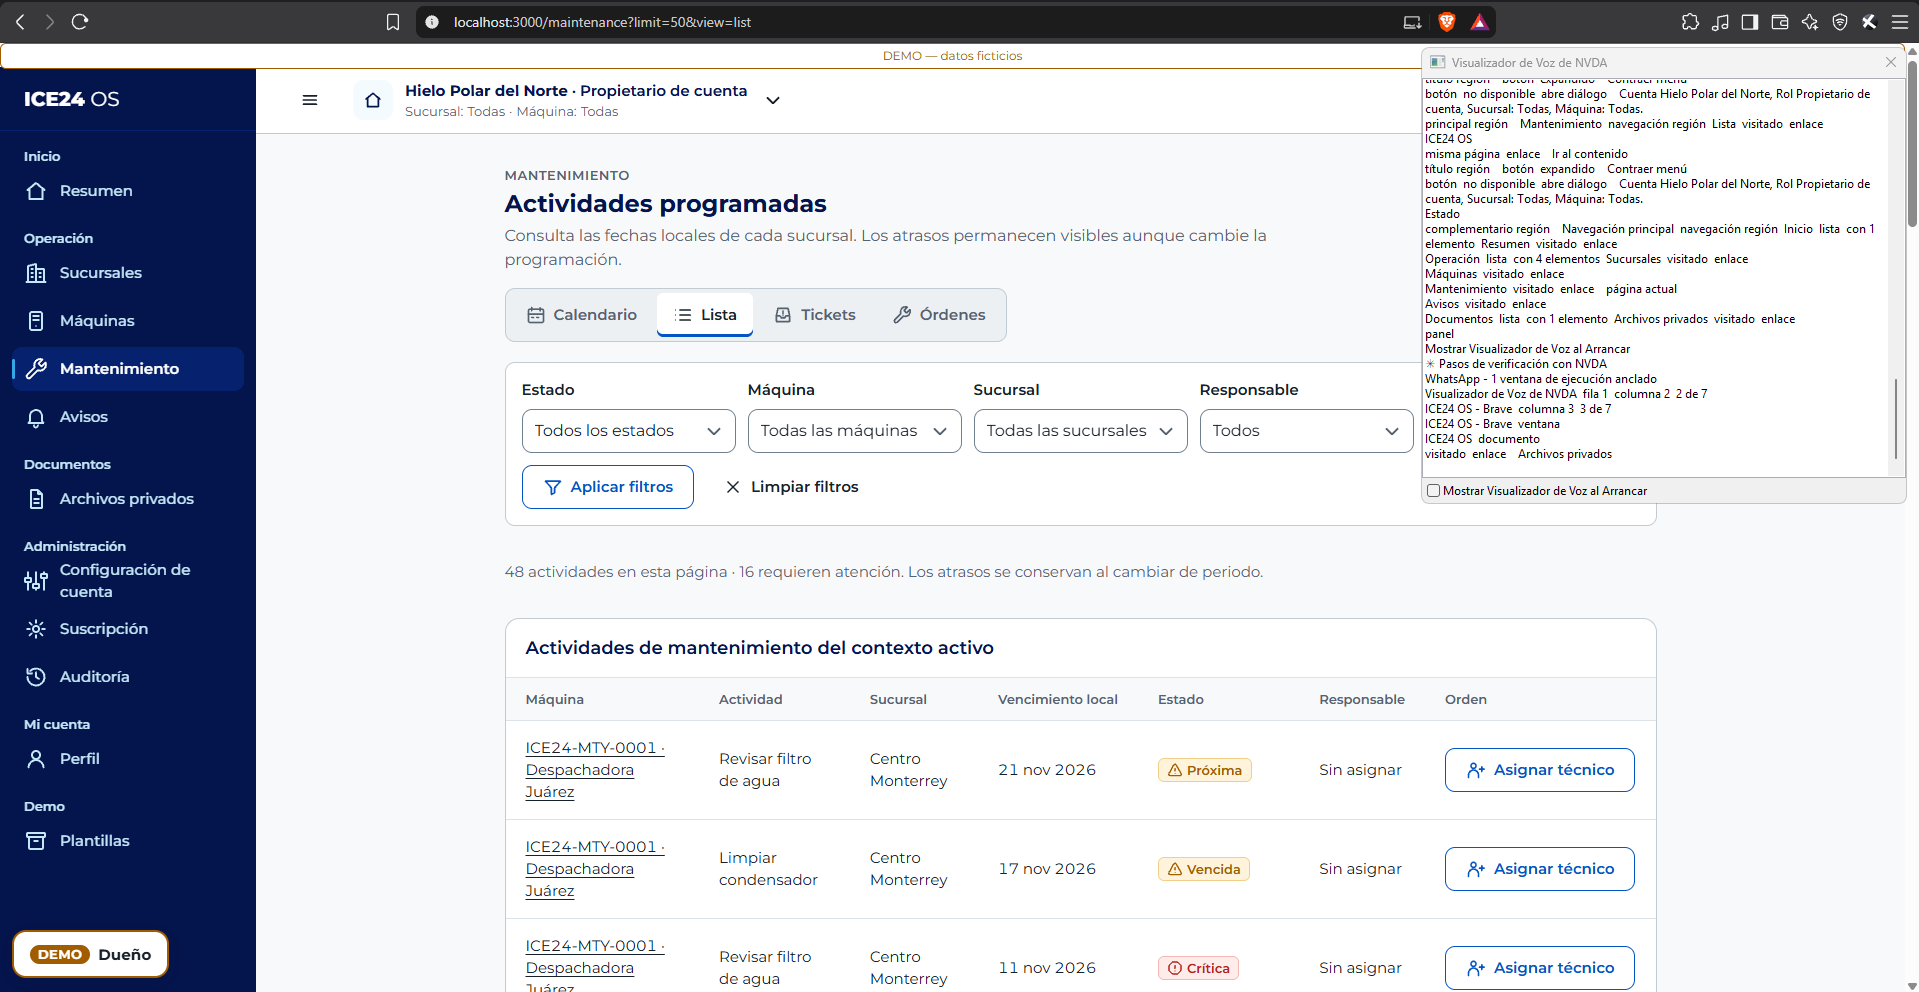 localhost:3000/maintenance?limit=50&view=list
DEMO — datos ficticios
ICE24 OS
Inicio
Resumen
Operación
Sucursales
Máquinas
Mantenimiento
Avisos
Documentos
Archivos privados
Administración
Configuración de
cuenta
Suscripción
Auditoría
Mi cuenta
Perfil
Demo
Plantillas
DEMO Dueño
Hielo Polar del Norte · Propietario de cuenta
Sucursal: Todas · Máquina: Todas
MANTENIMIENTO
Actividades programadas
Consulta las fechas locales de cada sucursal. Los atrasos permanecen visibles aunque cambie la
programación.
Calendario Lista Tickets Órdenes
Estado Máquina Sucursal Responsable
Todos los estados Todas las máquinas Todas las sucursales Todos
Aplicar filtros Limpiar filtros
48 actividades en esta página · 16 requieren atención. Los atrasos se conservan al cambiar de periodo.
Actividades de mantenimiento del contexto activo
Máquina Actividad Sucursal Vencimiento local Estado Responsable Orden
ICE24-MTY-0001 ·
Despachadora
Juárez
Revisar filtro
de agua
Centro
Monterrey
21 nov 2026
Próxima
Sin asignar
Asignar técnico
ICE24-MTY-0001 ·
Despachadora
Juárez
Limpiar
condensador
Centro
Monterrey
17 nov 2026
Vencida
Sin asignar
Asignar técnico
ICE24-MTY-0001 ·
Despachadora
Juárez
Revisar filtro
de agua
Centro
Monterrey
11 nov 2026
Crítica
Sin asignar
Asignar técnico
Visualizador de Voz de NVDA
título región botón expandido Contraer menú
botón no disponible abre diálogo Cuenta Hielo Polar del Norte, Rol Propietario de
cuenta, Sucursal: Todas, Máquina: Todas.
principal región Mantenimiento navegación región Lista visitado enlace
ICE24 OS
misma página enlace Ir al contenido
título región botón expandido Contraer menú
botón no disponible abre diálogo Cuenta Hielo Polar del Norte, Rol Propietario de
cuenta, Sucursal: Todas, Máquina: Todas.
Estado
complementario región Navegación principal navegación región Inicio lista con 1
elemento Resumen visitado enlace
Operación lista con 4 elementos Sucursales visitado enlace
Máquinas visitado enlace
Mantenimiento visitado enlace página actual
Avisos visitado enlace
Documentos lista con 1 elemento Archivos privados visitado enlace
panel
Mostrar Visualizador de Voz al Arrancar
✳ Pasos de verificación con NVDA
WhatsApp - 1 ventana de ejecución anclado
Visualizador de Voz de NVDA fila 1 columna 2 2 de 7
ICE24 OS - Brave columna 3 3 de 7
ICE24 OS - Brave ventana
ICE24 OS documento
visitado enlace Archivos privados
Mostrar Visualizador de Voz al Arrancar